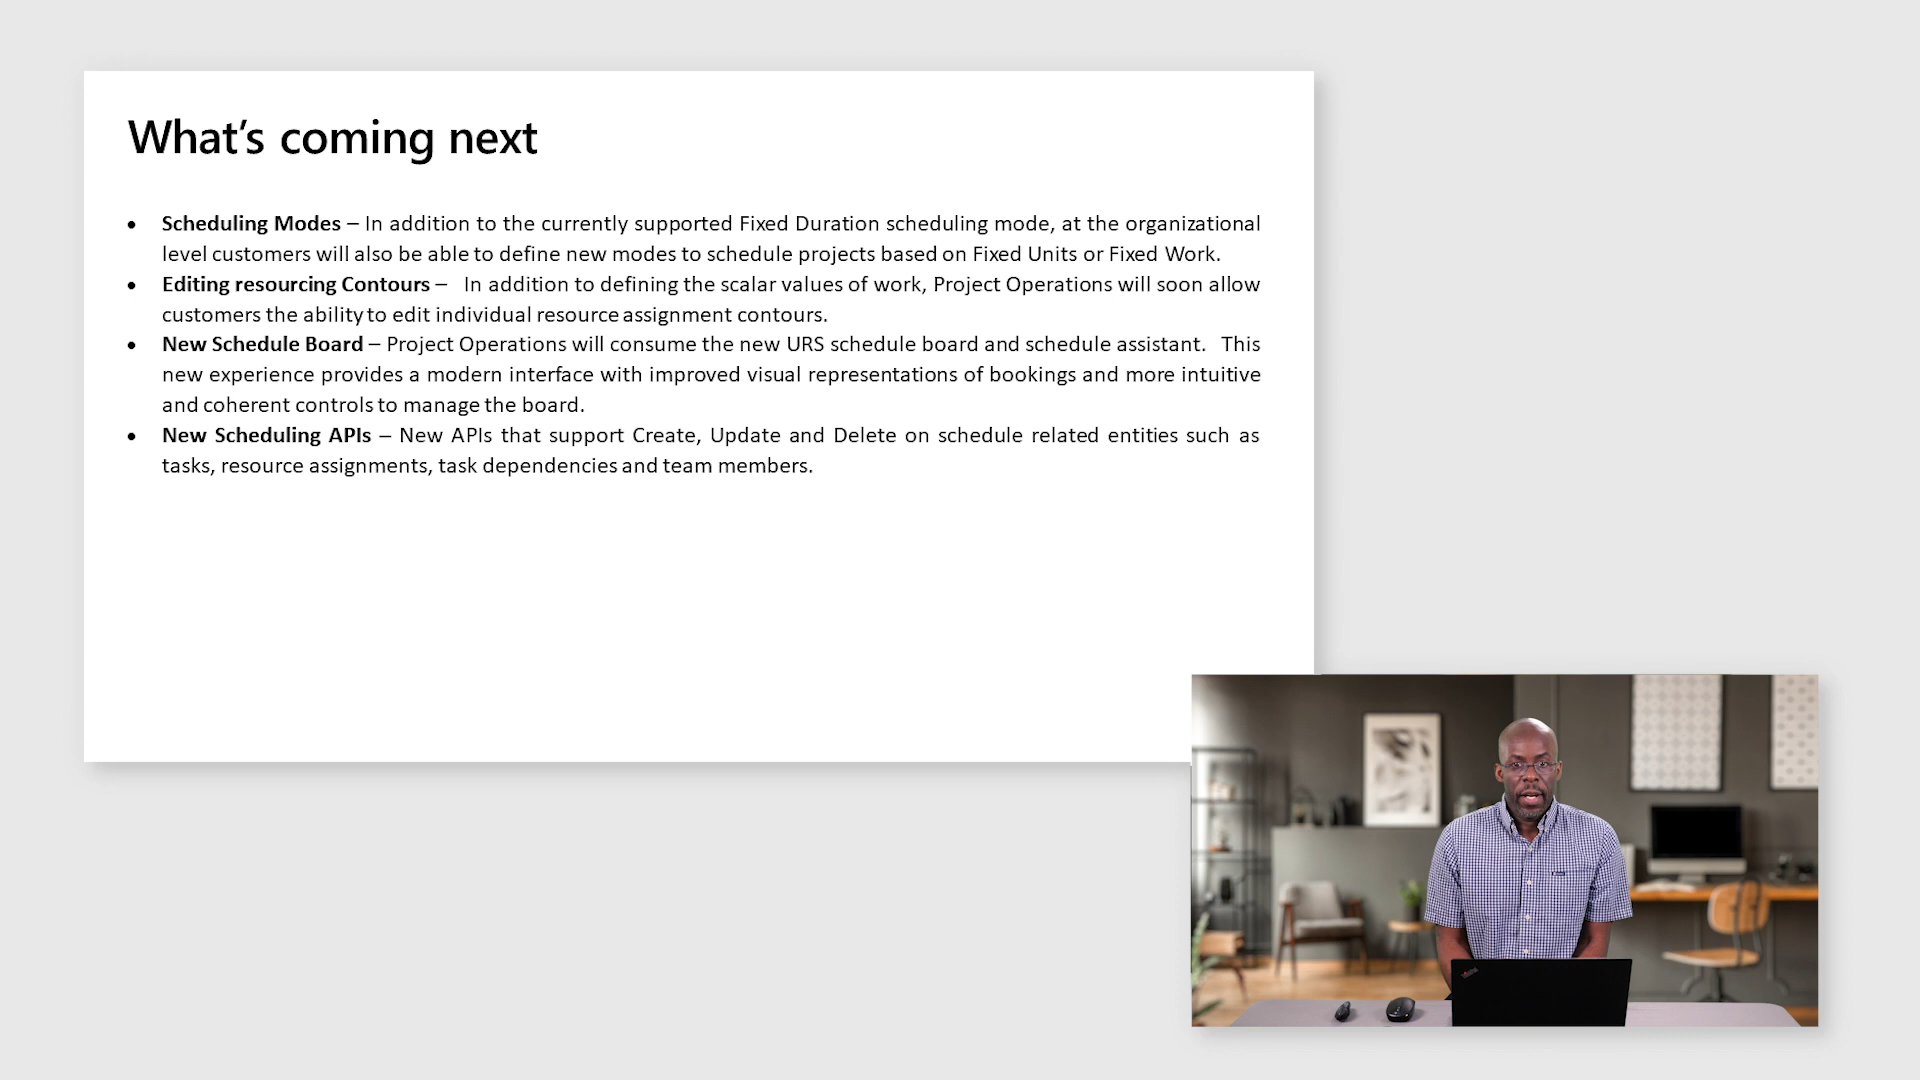 What's coming next
• Scheduling Modes – In addition to the currently supported Fixed Duration scheduling mode, at the organizational
level customers will also be able to define new modes to schedule projects based on Fixed Units or Fixed Work.
• Editing resourcing Contours – In addition to defining the scalar values of work, Project Operations will soon allow
customers the ability to edit individual resource assignment contours.
• New Schedule Board – Project Operations will consume the new URS schedule board and schedule assistant. This
new experience provides a modern interface with improved visual representations of bookings and more intuitive
and coherent controls to manage the board.
• New Scheduling APIs – New APIs that support Create, Update and Delete on schedule related entities such as
tasks, resource assignments, task dependencies and team members.